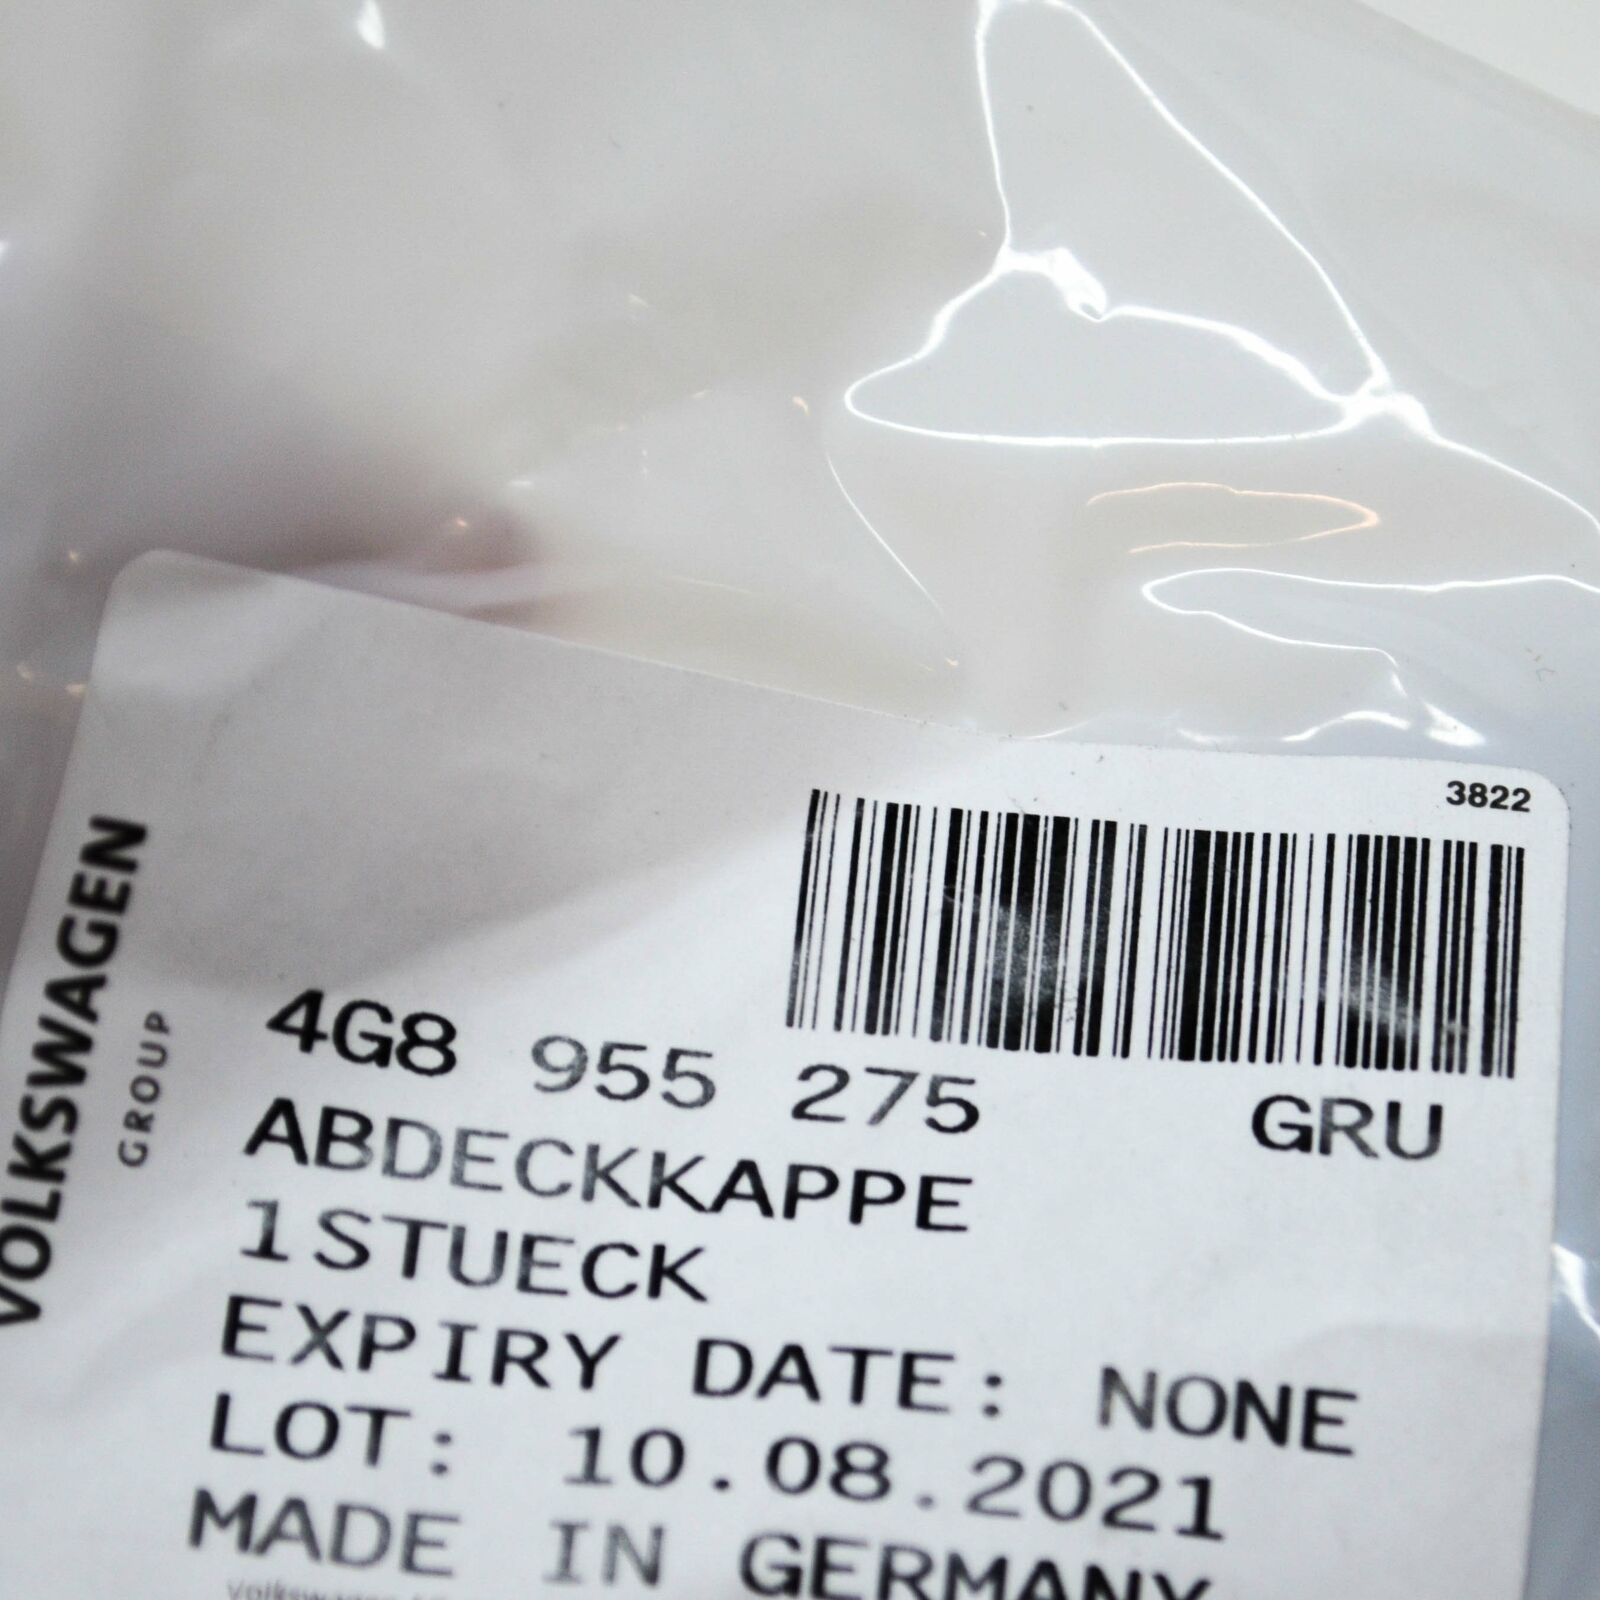 3822
VOLKSWAGEN
GROUP
4G8 955 275 GRU
ABDECKKAPPE
1STUECK
EXPIRY DATE: NONE
LOT: 10.08.2021
MADE IN GERMANY